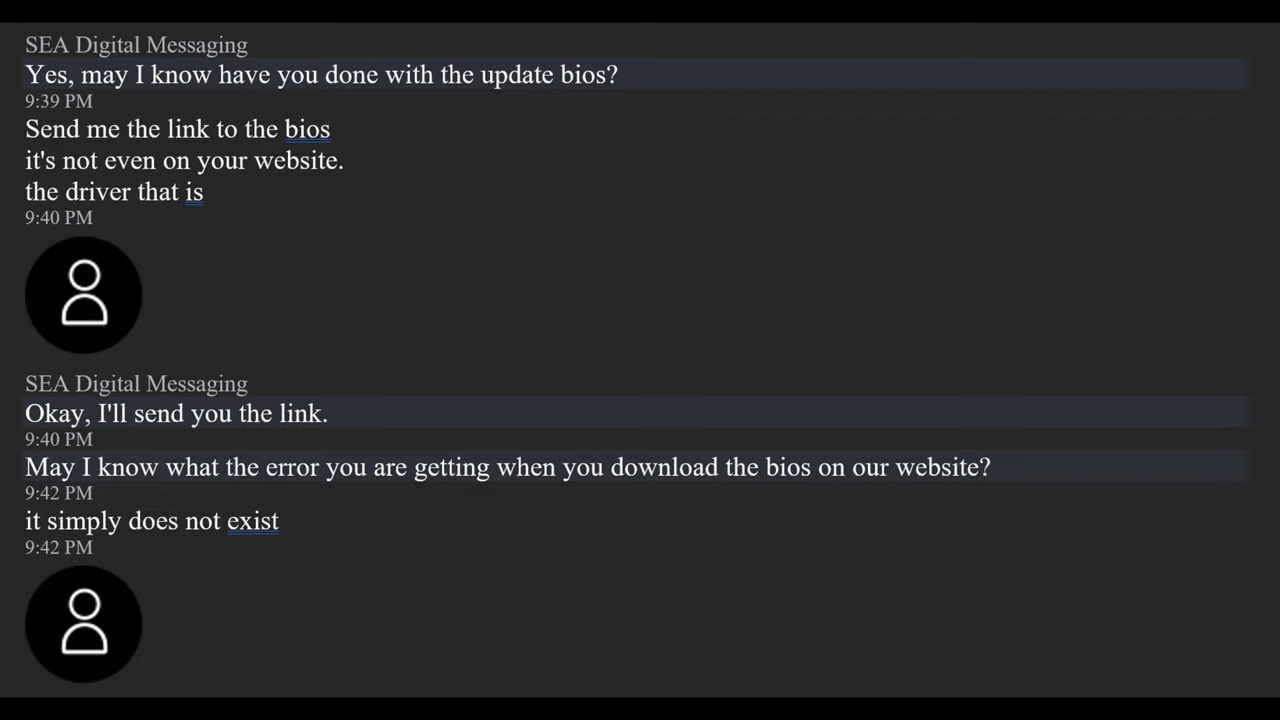 SEA Digital Messaging
Yes, may I know have you done with the update bios?
9:39 PM
Send me the link to the bios
it's not even on your website.
the driver that is
9:40 PM
SEA Digital Messaging
Okay, I'll send you the link.
9:40 PM
May I know what the error you are getting when you download the bios on our website?
9:42 PM
it simply does not exist
9:42 PM